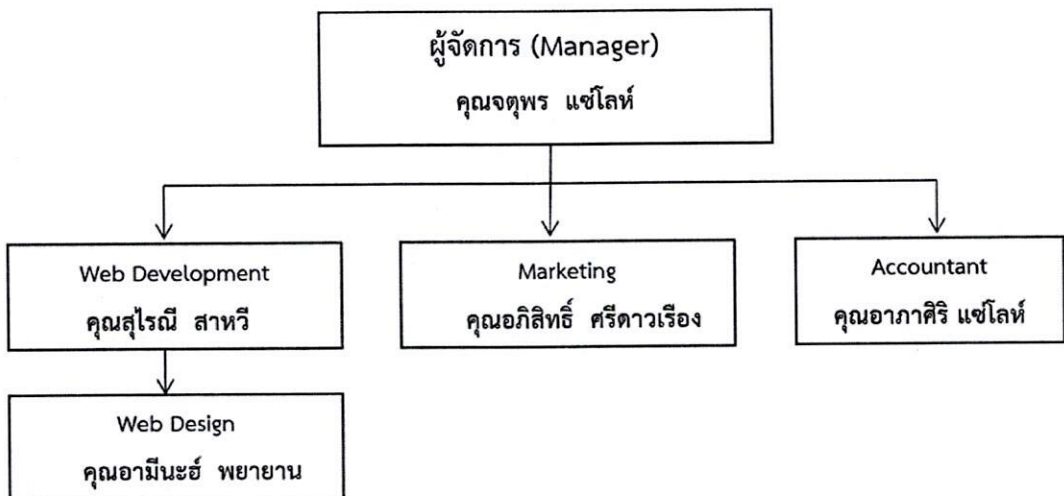 ผู้จัดการ (Manager)
คุณจตุพร แซ่โลห์
Web Development
คุณสุไรณี สาหวี
Marketing
คุณอภิสิทธิ์ ศรีดาวเรือง
Accountant
คุณอาภาศิริ แซ่โลห์
Web Design
คุณอามีนะฮ์ พยายาน